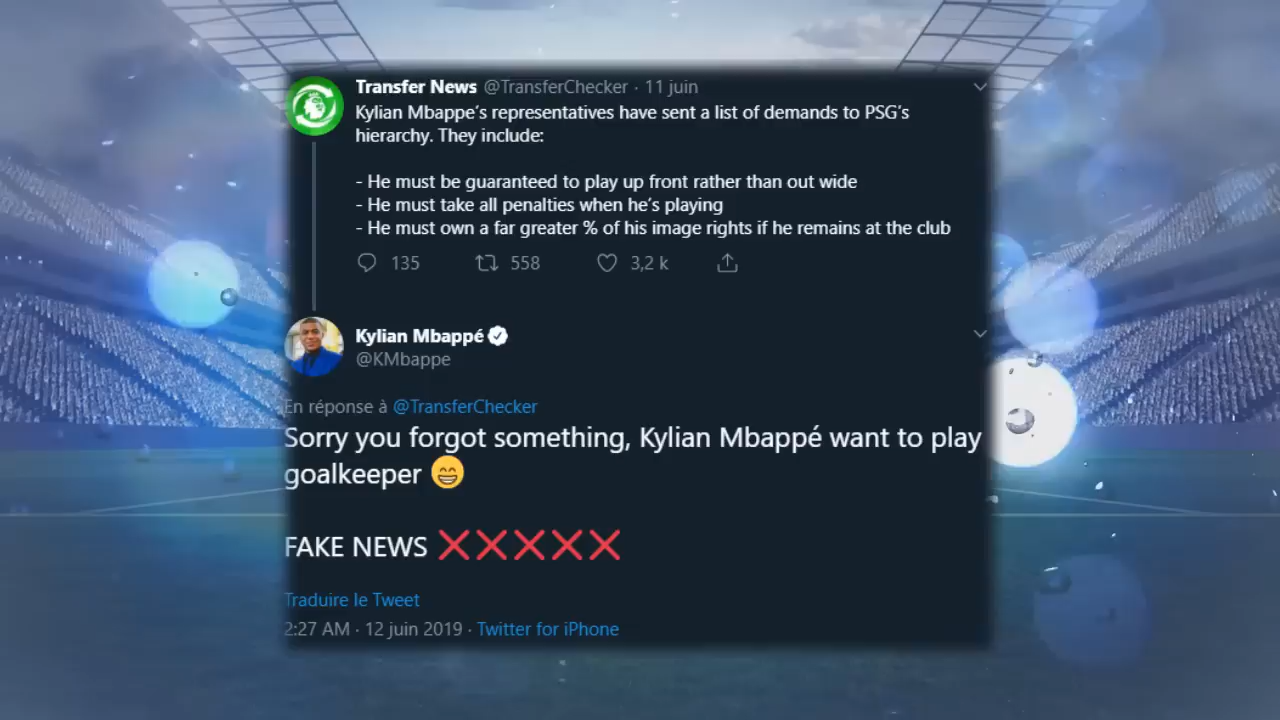 Transfer News @TransferChecker · 11 juin
Kylian Mbappe's representatives have sent a list of demands to PSG's
hierarchy. They include:
- He must be guaranteed to play up front rather than out wide
- He must take all penalties when he's playing
- He must own a far greater % of his image rights if he remains at the club
135 558 3,2 k
Kylian Mbappé
@KMbappe
En réponse à @TransferChecker
Sorry you forgot something, Kylian Mbappé want to play
goalkeeper 😁
FAKE NEWS ❌❌❌❌❌
Traduire le Tweet
2:27 AM · 12 juin 2019 · Twitter for iPhone